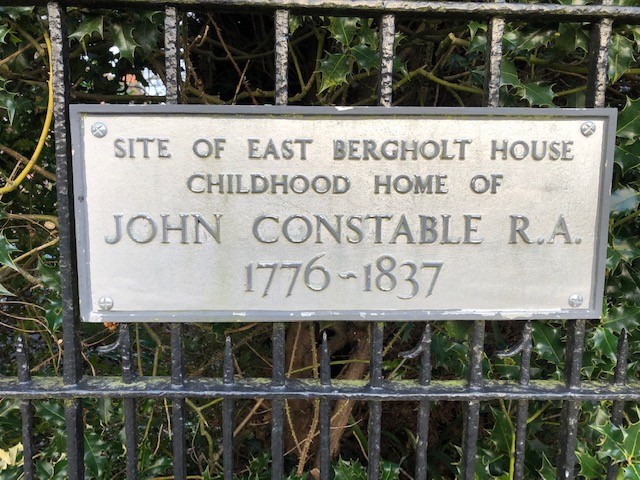 SITE OF EAST BERGHOLT HOUSE
CHILDHOOD HOME OF
JOHN CONSTABLE R.A.
1776~1837